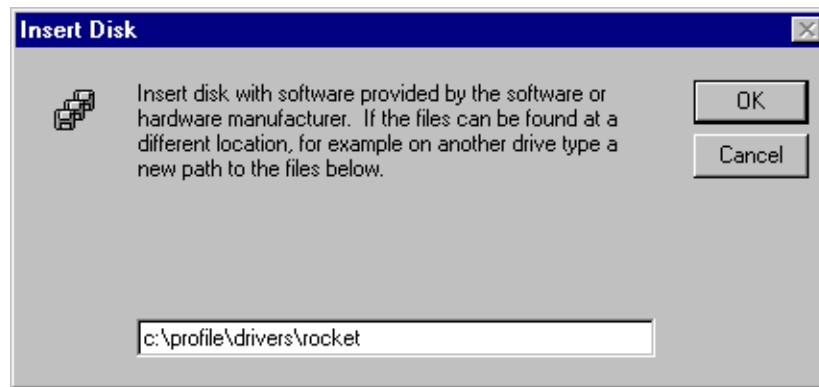 Insert Disk
Insert disk with software provided by the software or
hardware manufacturer.  If the files can be found at a
different location, for example on another drive type a
new path to the files below.
OK
Cancel
c:\profile\drivers\rocket